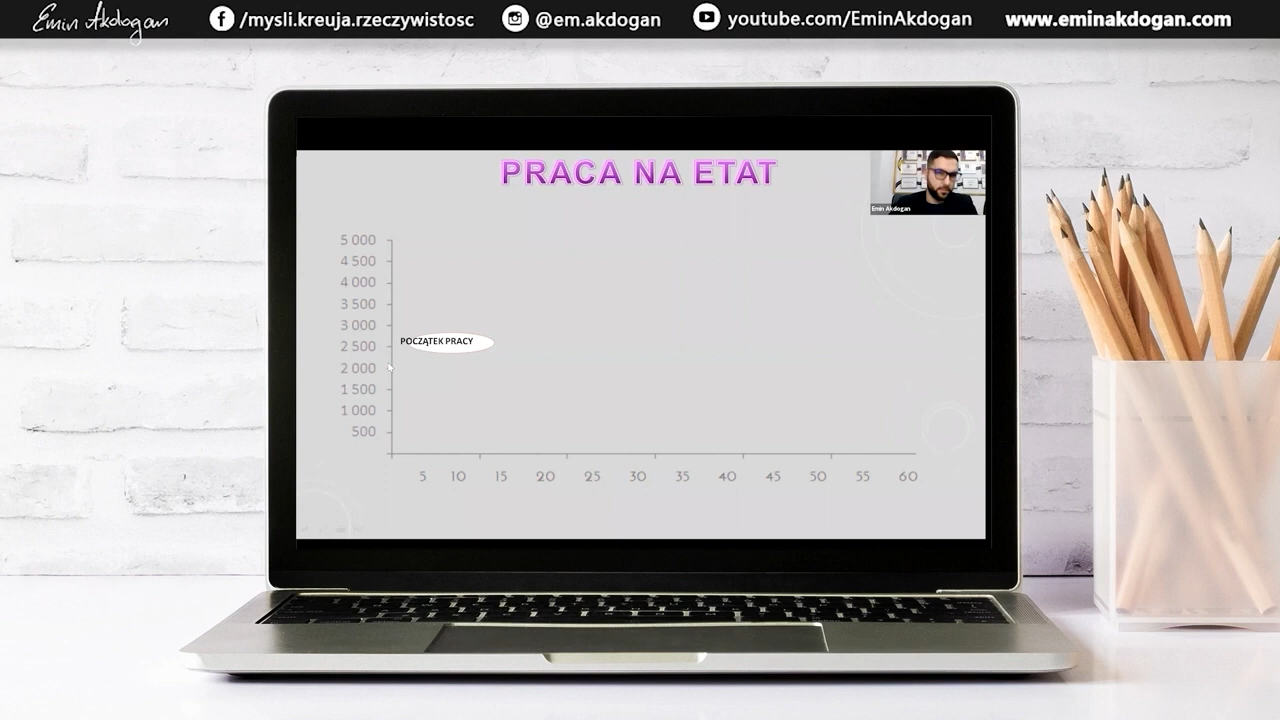 Emin Akdogan
/mysli.kreuja.rzeczywistosc
@em.akdogan
youtube.com/EminAkdogan
www.eminakdogan.com
PRACA NA ETAT
Emin Akdogan
5 000
4 500
4 000
3 500
3 000
2 500
2 000
1 500
1 000
500
POCZĄTEK PRACY
5 10 15 20 25 30 35 40 45 50 55 60